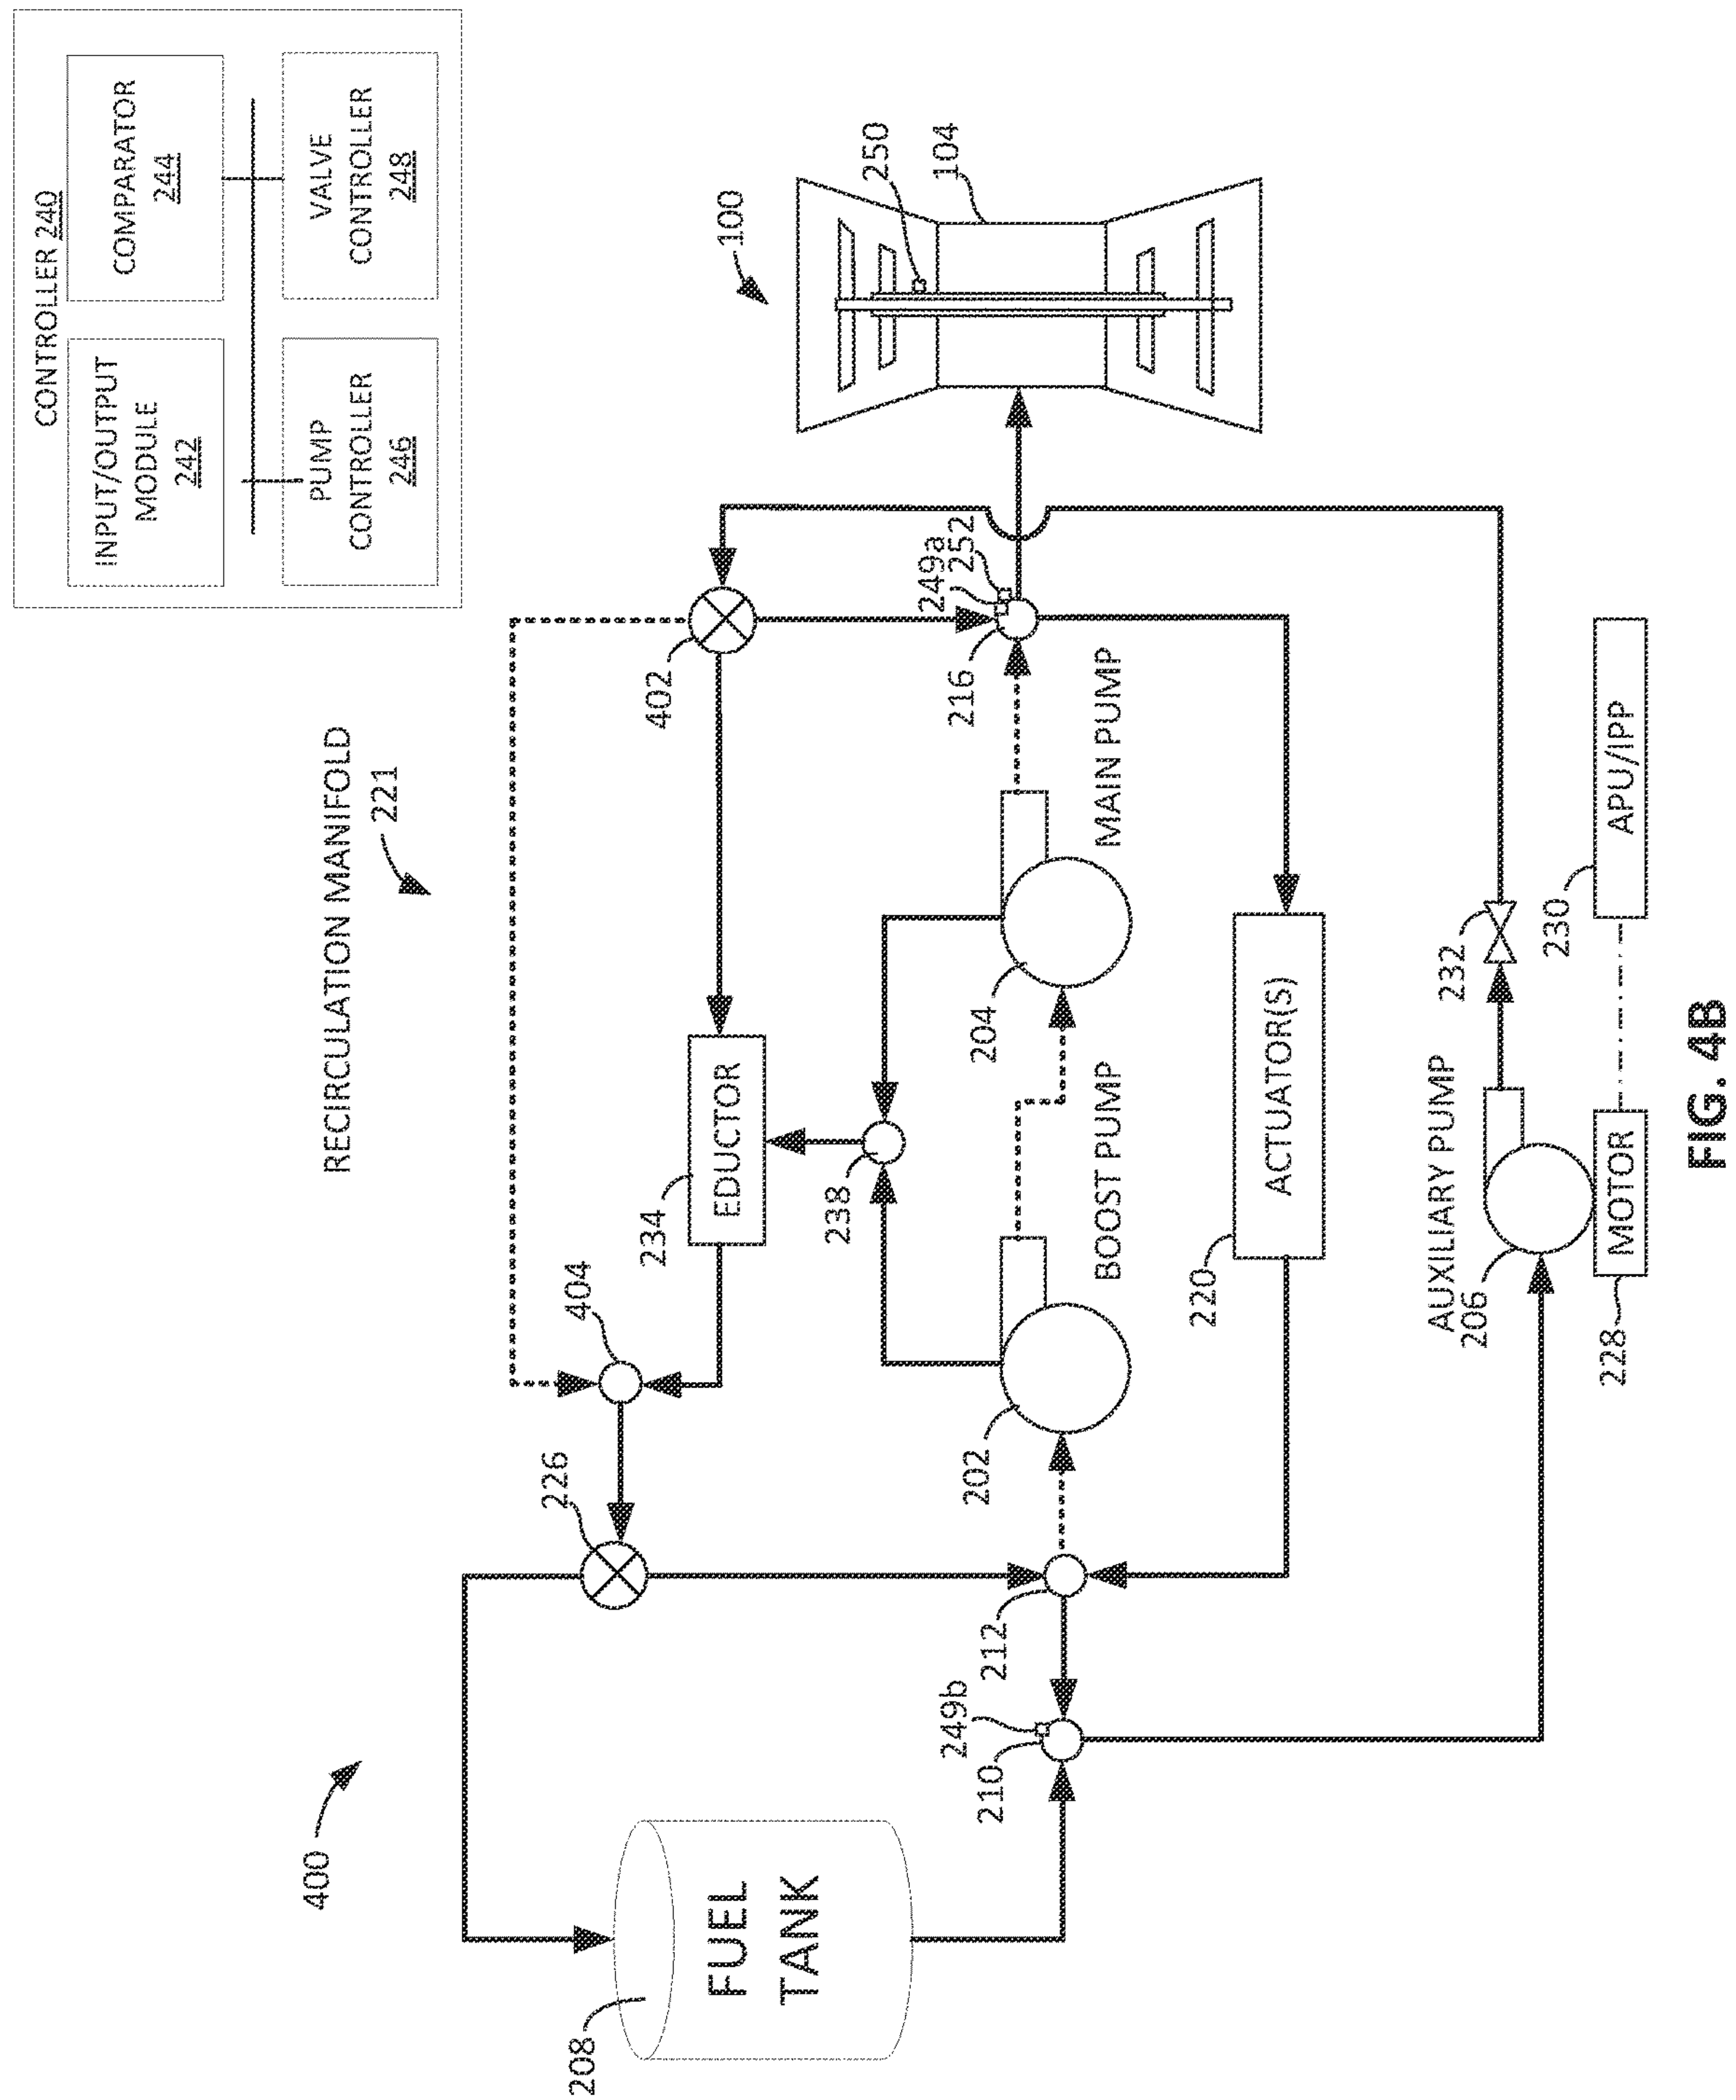 CONTROLLER 240
INPUT/OUTPUT
MODULE
242
COMPARATOR
244
PUMP
CONTROLLER
246
VALVE
CONTROLLER
248
400
RECIRCULATION MANIFOLD
221
100
250
104
208
FUEL
TANK
226
404
234
EDUCTOR
402
238
249b
210
212
202
BOOST PUMP
204
MAIN PUMP
216
249a
252
220
ACTUATOR(S)
AUXILIARY PUMP
206
232
228
MOTOR
230
APU/IPP
FIG. 4B